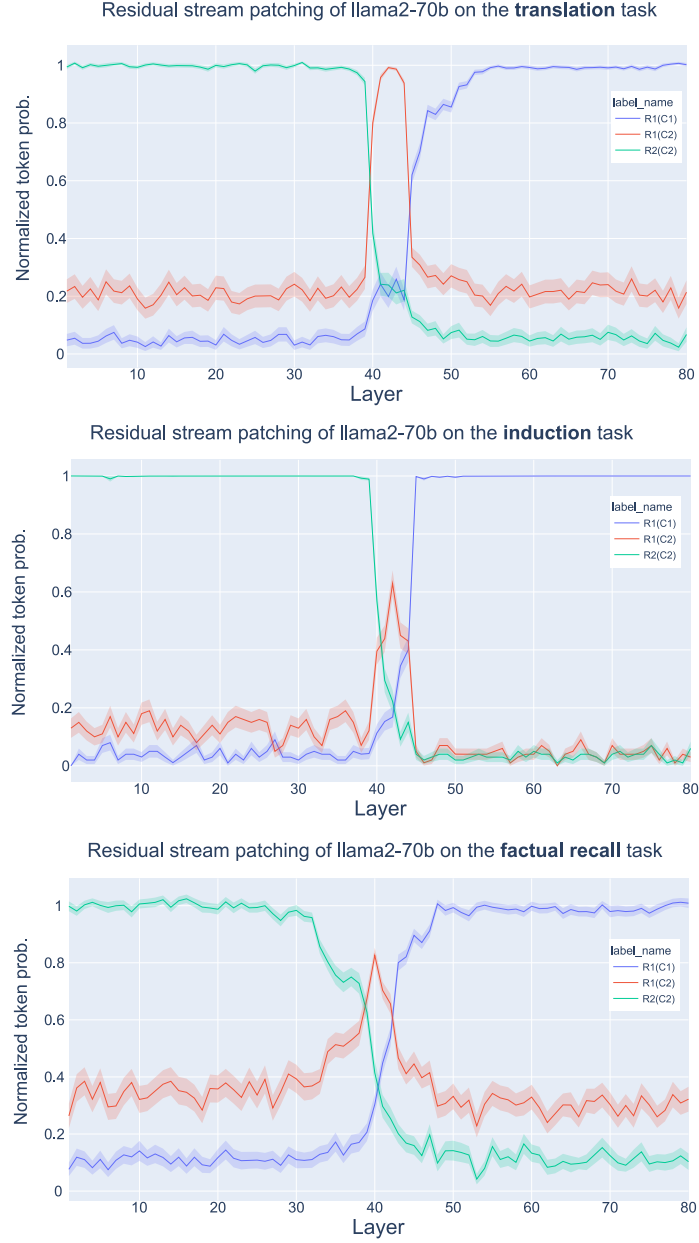 Residual stream patching of llama2-70b on the translation task
1
0.8
0.6
0.4
0.2
0
Normalized token prob.
label_name
R1(C1)
R1(C2)
R2(C2)
10
20
30
40
50
60
70
80
Layer
Residual stream patching of llama2-70b on the induction task
1
0.8
0.6
0.4
0.2
0
Normalized token prob.
label_name
R1(C1)
R1(C2)
R2(C2)
10
20
30
40
50
60
70
80
Layer
Residual stream patching of llama2-70b on the factual recall task
1
0.8
0.6
0.4
0.2
0
Normalized token prob.
label_name
R1(C1)
R1(C2)
R2(C2)
10
20
30
40
50
60
70
80
Layer